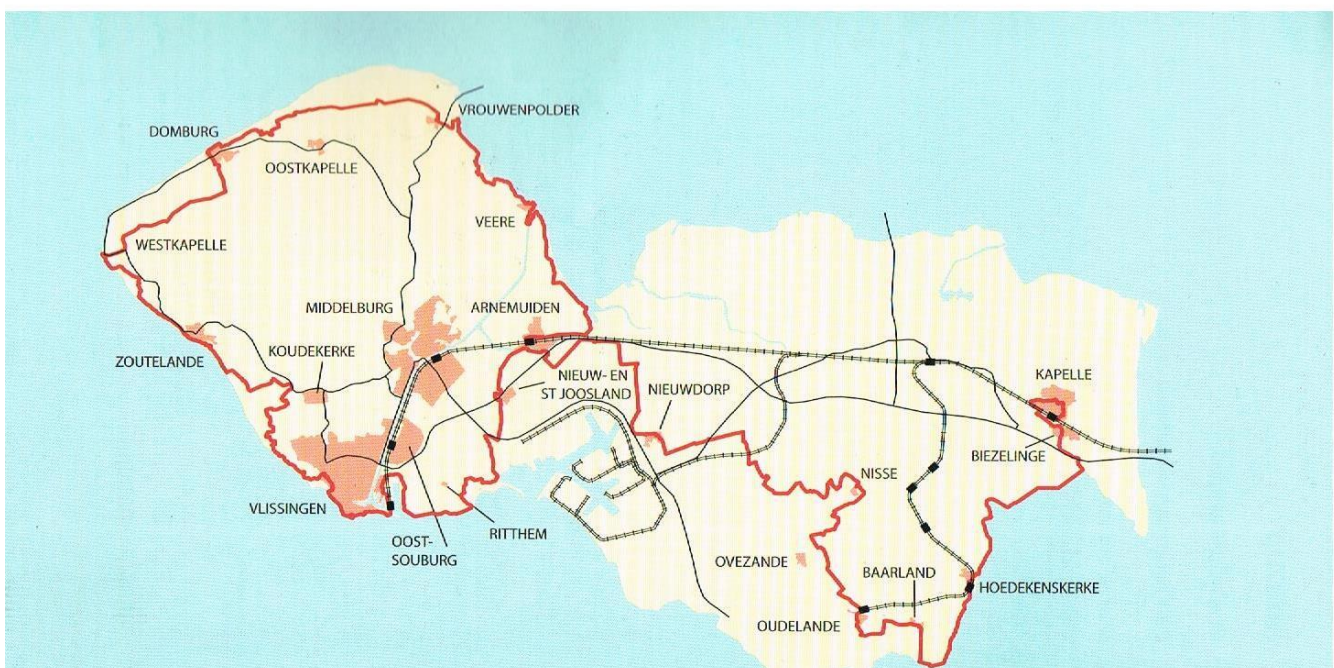 VROUWENPOLDER
DOMBURG
OOSTKAPELLE
VEERE
WESTKAPELLE
MIDDELBURG
ARNEMUIDEN
ZOUTELANDE
KOUDEKERKE
NIEUW- EN
ST JOOSLAND
NIEUWDORP
KAPELLE
BIEZELINGE
NISSE
VLISSINGEN
OOST-
SOUBURG
RITTHEM
OVEZANDE
BAARLAND
HOEDEKENSKERKE
OUDELANDE